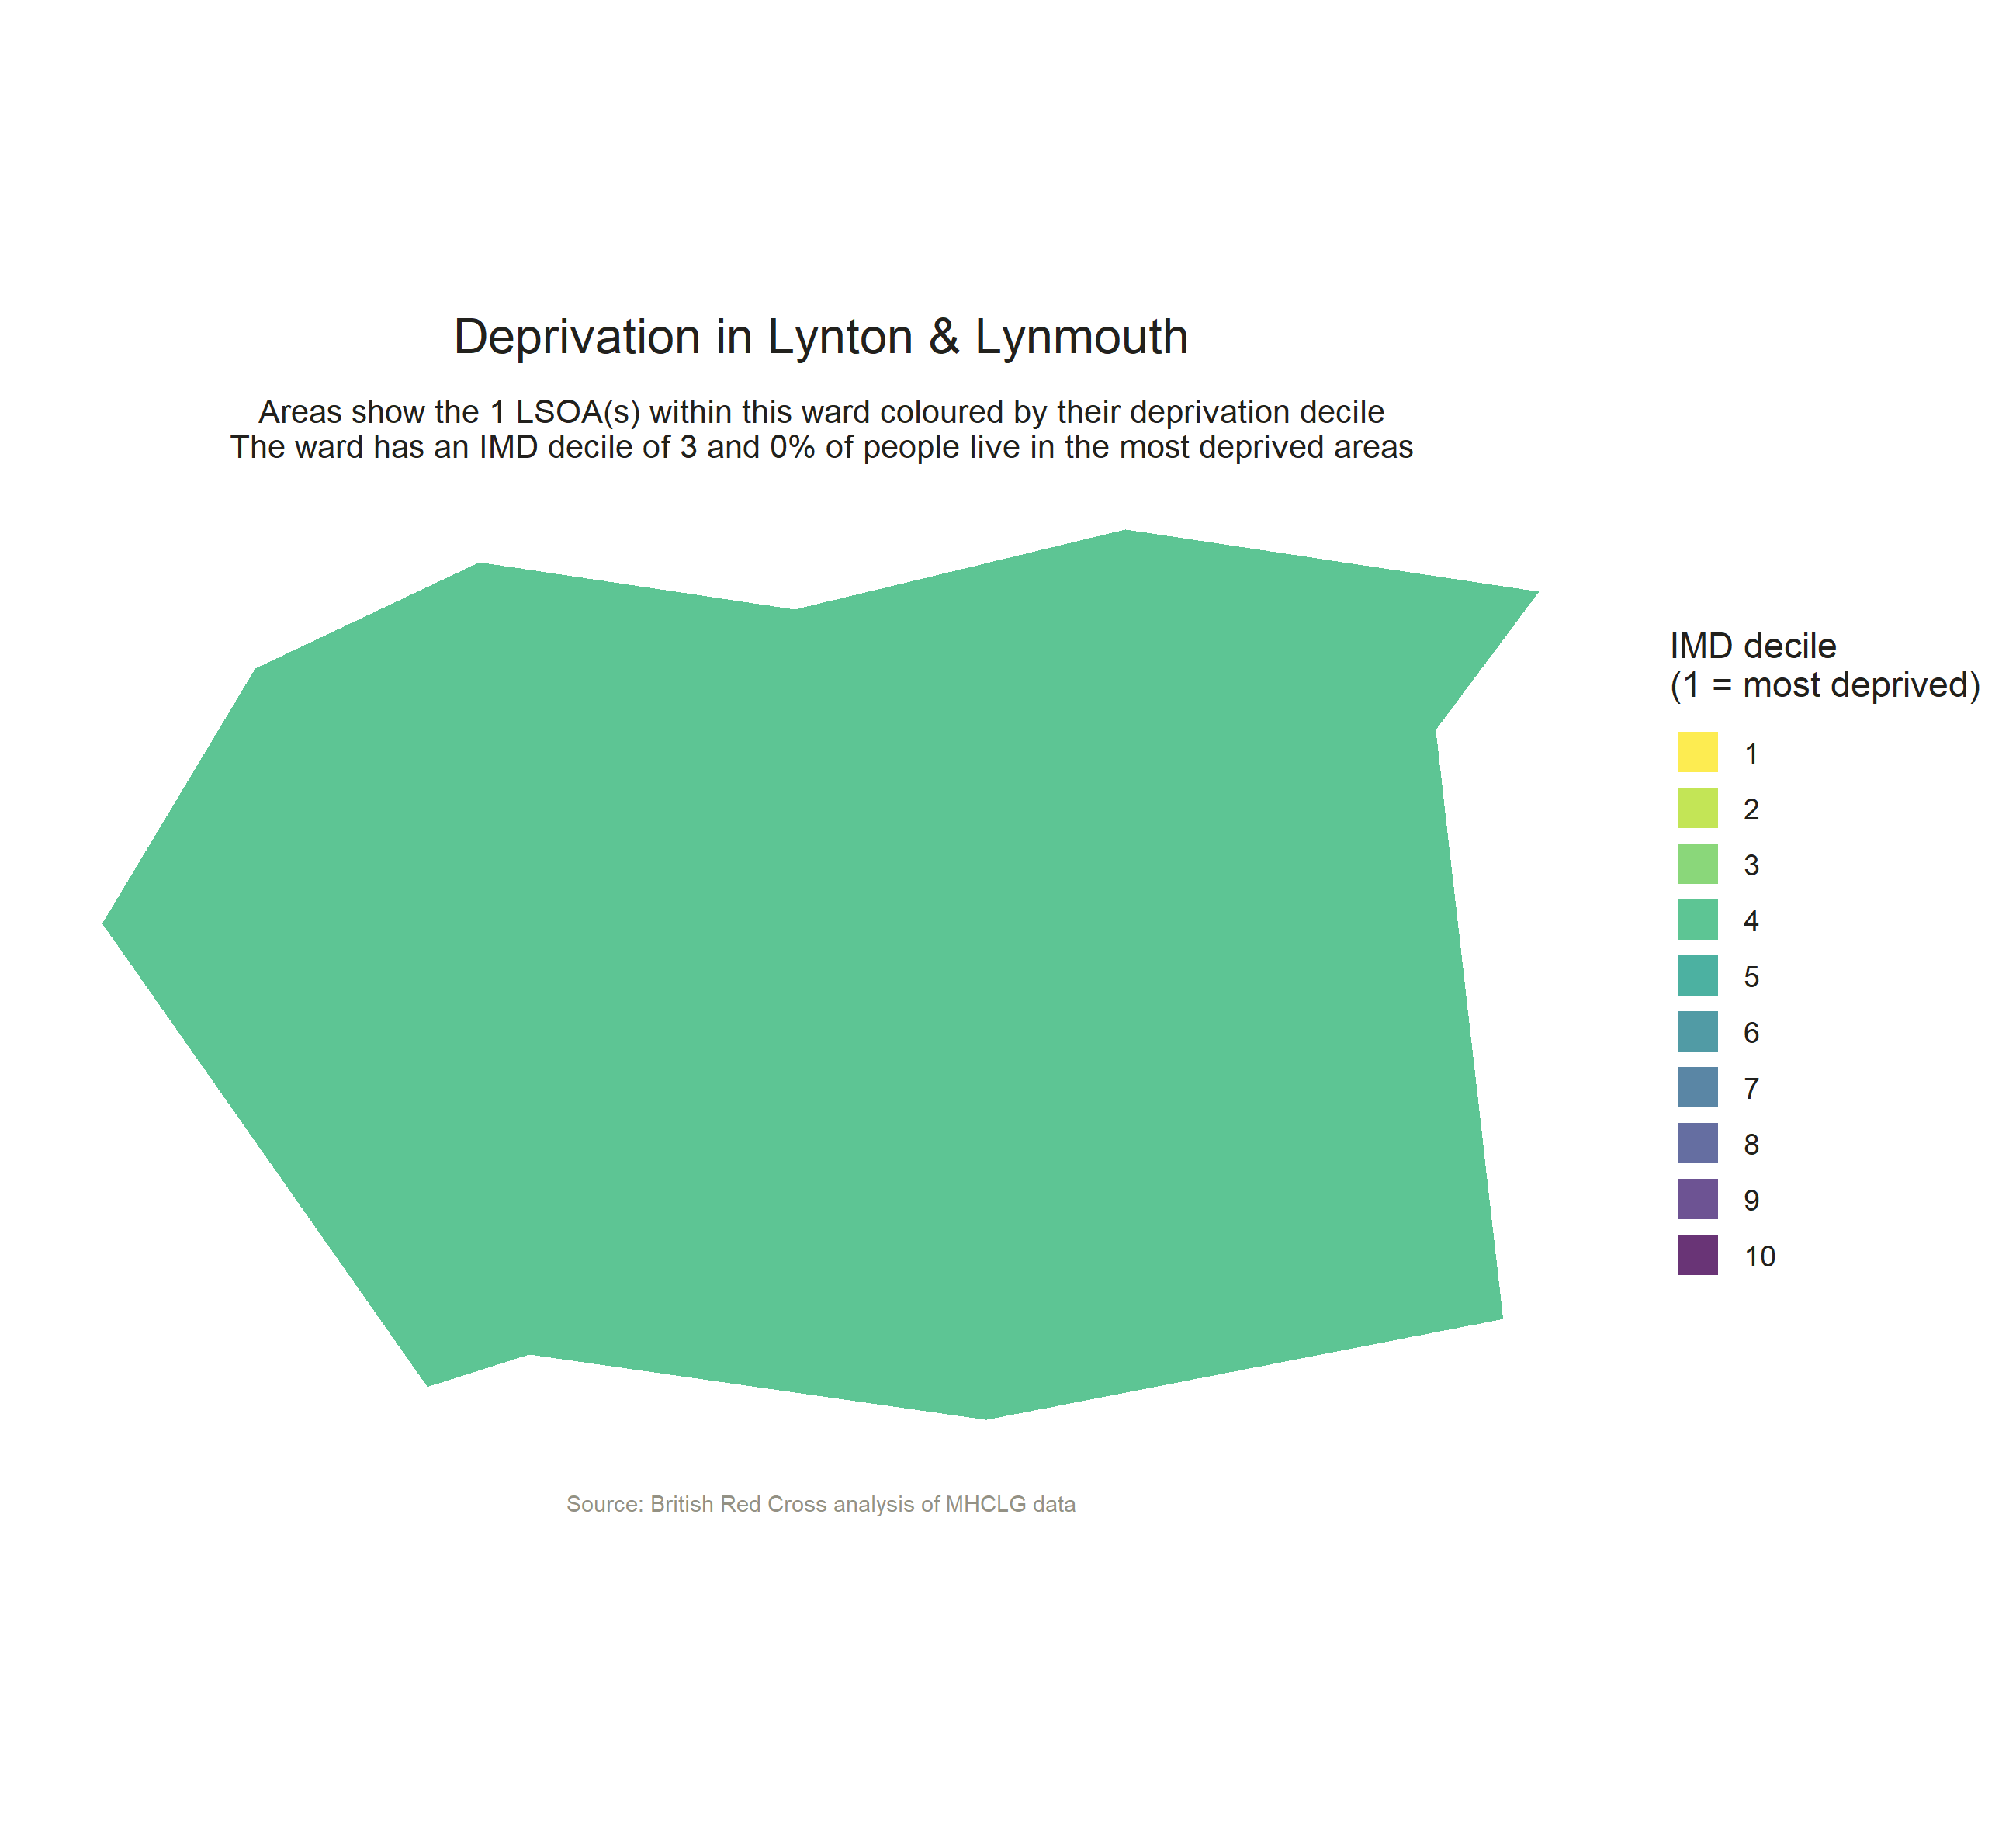 Deprivation in Lynton & Lynmouth
Areas show the 1 LSOA(s) within this ward coloured by their deprivation decile
The ward has an IMD decile of 3 and 0% of people live in the most deprived areas
IMD decile
(1 = most deprived)
1
2
3
4
5
6
7
8
9
10
Source: British Red Cross analysis of MHCLG data